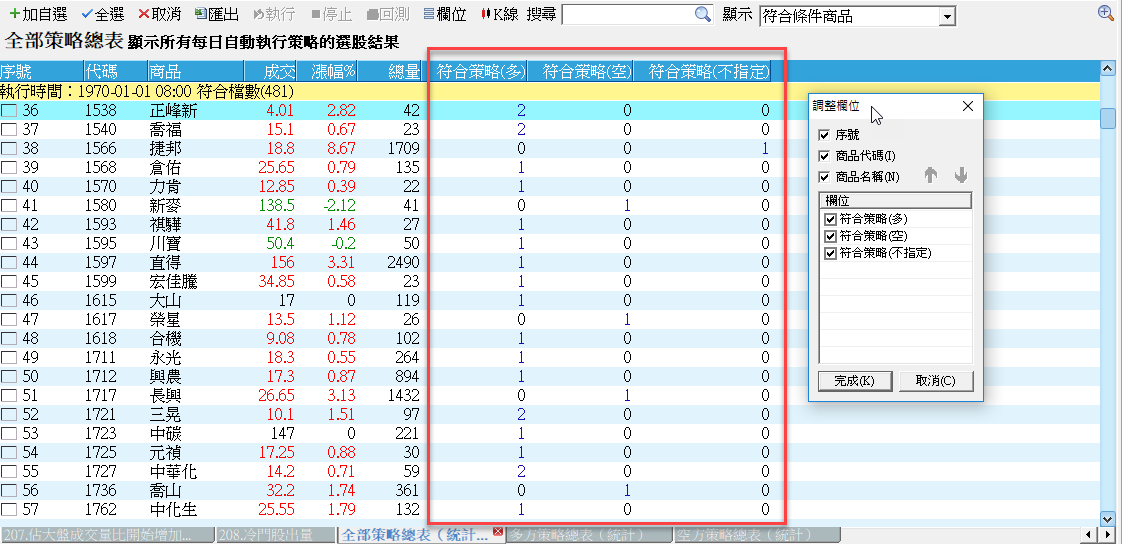 加自選 全選 取消 匯出 執行 停止 回測 欄位 K線 搜尋 顯示 符合條件商品
全部策略總表 顯示所有每日自動執行策略的選股結果
序號 代碼 商品 成交 漲幅% 總量 符合策略(多) 符合策略(空) 符合策略(不指定)
執行時間：1970-01-01 08:00 符合檔數(481)
36 1538 正峰新 4.01 2.82 42 2 0 0
37 1540 喬福 15.1 0.67 23 2 0 0
38 1566 捷邦 18.8 8.67 1709 0 0 1
39 1568 倉佑 25.65 0.79 135 1 0 0
40 1570 力肯 12.85 0.39 22 1 0 0
41 1580 新麥 138.5 -2.12 41 0 1 0
42 1593 祺驊 41.8 1.46 27 1 0 0
43 1595 川寶 50.4 -0.2 50 1 0 0
44 1597 直得 156 3.31 2490 1 0 0
45 1599 宏佳騰 34.85 0.58 23 1 0 0
46 1615 大山 17 0 119 1 0 0
47 1617 榮星 13.5 1.12 26 0 1 0
48 1618 合機 9.08 0.78 102 1 0 0
49 1711 永光 18.3 0.55 264 1 0 0
50 1712 興農 17.3 0.87 894 1 0 0
51 1717 長興 26.65 3.13 1432 0 1 0
52 1721 三晃 10.1 1.51 97 2 0 0
53 1723 中碳 147 0 221 1 0 0
54 1725 元禎 17.25 0.88 30 1 0 0
55 1727 中華化 14.2 0.71 59 2 0 0
56 1736 喬山 32.2 1.74 361 0 1 0
57 1762 中化生 25.55 1.79 132 1 0 0
調整欄位
序號
商品代碼(I)
商品名稱(N)
欄位
符合策略(多)
符合策略(空)
符合策略(不指定)
完成(K) 取消(C)
207.佔大盤成交量比開始增加... 208.冷門股出量 全部策略總表（統計... 多方策略總表（統計） 空方策略總表（統計）